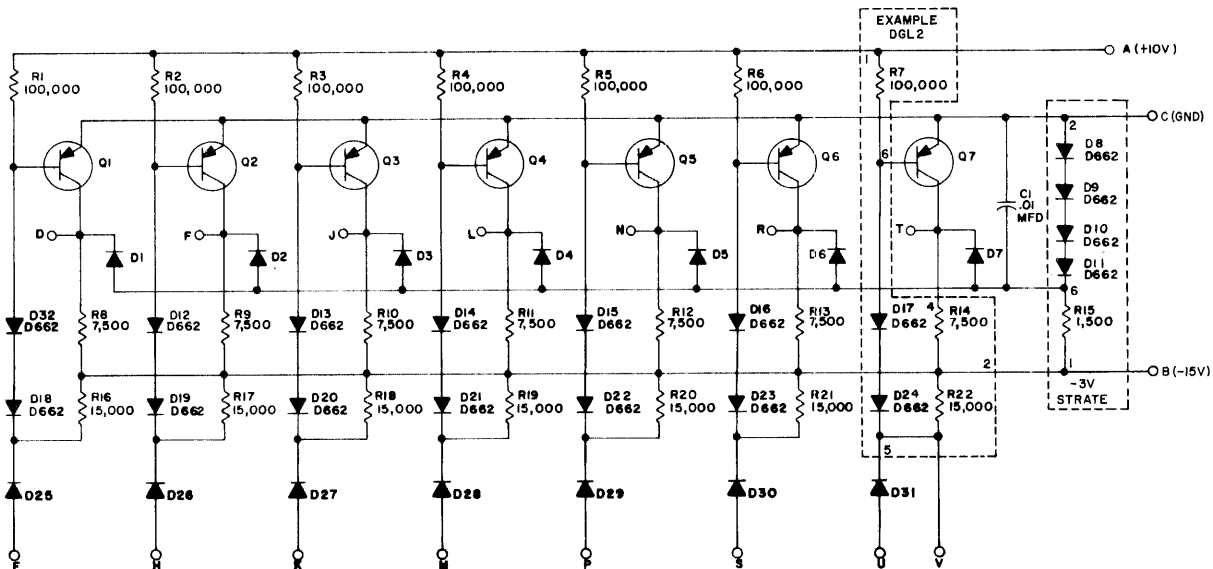 EXAMPLE
DGL2
A (+10V)
1
R1
100,000
R2
100,000
R3
100,000
R4
100,000
R5
100,000
R6
100,000
R7
100,000
C (GND)
2
Q1
Q2
Q3
Q4
Q5
Q6
6
Q7
C1
.01
MFD
D8
D662
D9
D662
D10
D662
D11
D662
D
F
J
L
N
R
T
D1
D2
D3
D4
D5
D6
D7
6
D32
D662
R8
7,500
D12
D662
R9
7,500
D13
D662
R10
7,500
D14
D662
R11
7,500
D15
D662
R12
7,500
D16
D662
R13
7,500
D17
D662
4
R14
7,500
R15
1,500
2
1
B (-15V)
D18
D662
R16
15,000
D19
D662
R17
15,000
D20
D662
R18
15,000
D21
D662
R19
15,000
D22
D662
R20
15,000
D23
D662
R21
15,000
D24
D662
R22
15,000
-3V
STRATE
5
D25
D26
D27
D28
D29
D30
D31
H
K
M
P
S
U
V